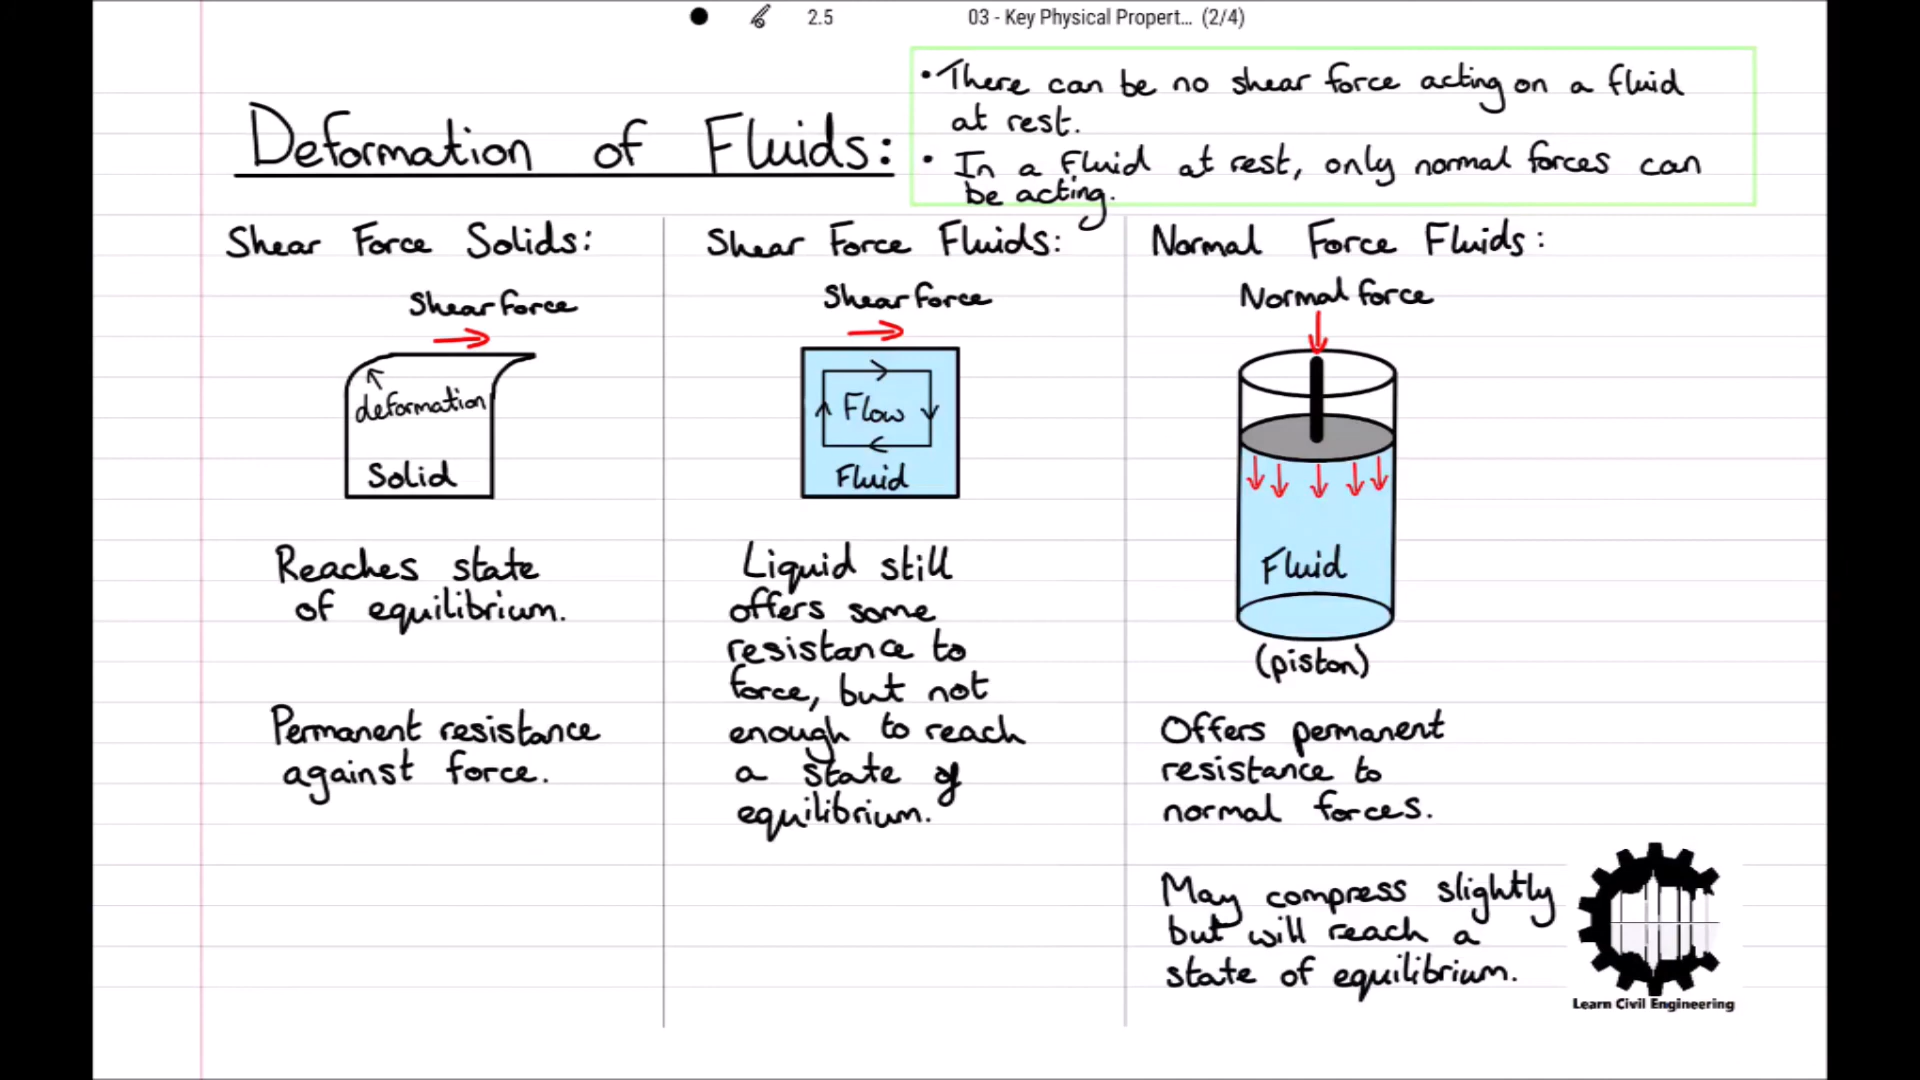 2.5
03 - Key Physical Propert... (2/4)
Deformation of Fluids:
• There can be no shear force acting on a fluid
at rest.
• In a fluid at rest, only normal forces can
be acting.
Shear Force Solids:
Shear force
deformation
Solid
Reaches state
of equilibrium.
Permanent resistance
against force.
Shear Force Fluids:
Shear force
Flow
Fluid
Liquid still
offers some
resistance to
force, but not
enough to reach
a state of
equilibrium.
Normal Force Fluids:
Normal force
Fluid
(piston)
Offers permanent
resistance to
normal forces.
May compress slightly
but will reach a
state of equilibrium.
Learn Civil Engineering